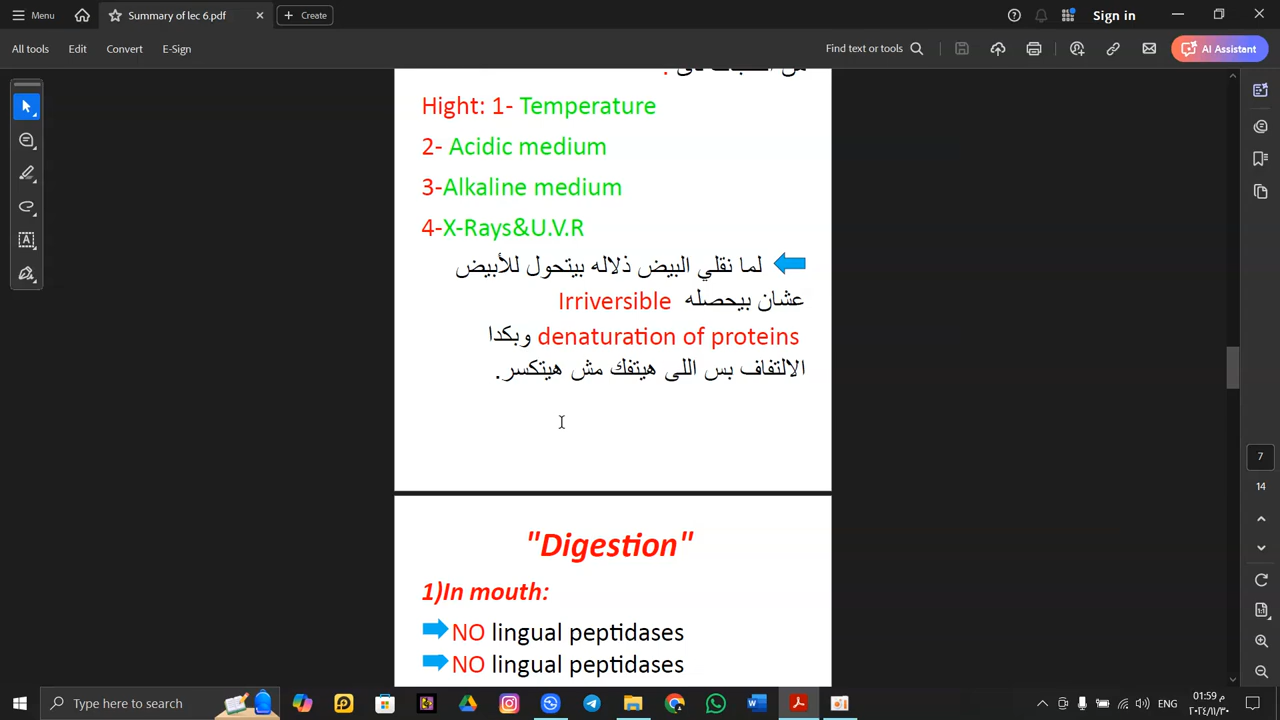 Menu
Summary of lec 6.pdf
Create
Sign in
All tools
Edit
Convert
E-Sign
Find text or tools
AI Assistant
Hight: 1- Temperature
2- Acidic medium
3-Alkaline medium
4-X-Rays&U.V.R
لما نقلي البيض ذلاله بيتحول للأبيض
عشان بيحصله Irriversible
denaturation of proteins وبكدا
الالتفاف بس اللى هيتفك مش هيتكسر.
"Digestion"
1)In mouth:
NO lingual peptidases
NO lingual peptidases
7
14
Type here to search
ENG
٠١:٥٩ م